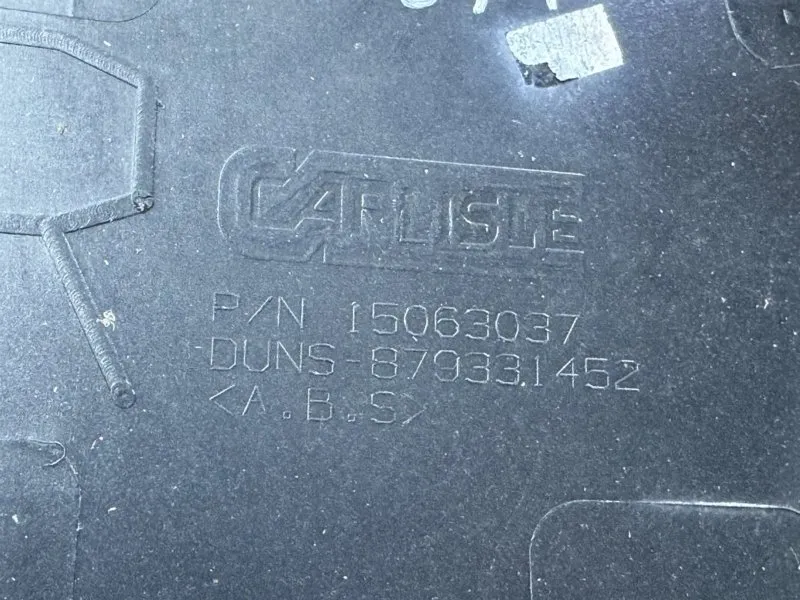 CARLISLE
P/N 15063037
DUNS-879331452
<A.B.S>